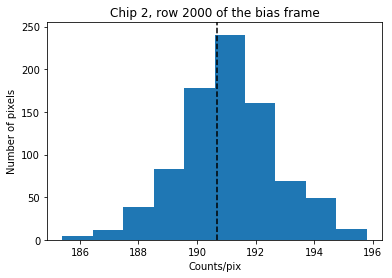 Chip 2, row 2000 of the bias frame
Number of pixels
250
200
150
100
50
0
186 188 190 192 194 196
Counts/pix